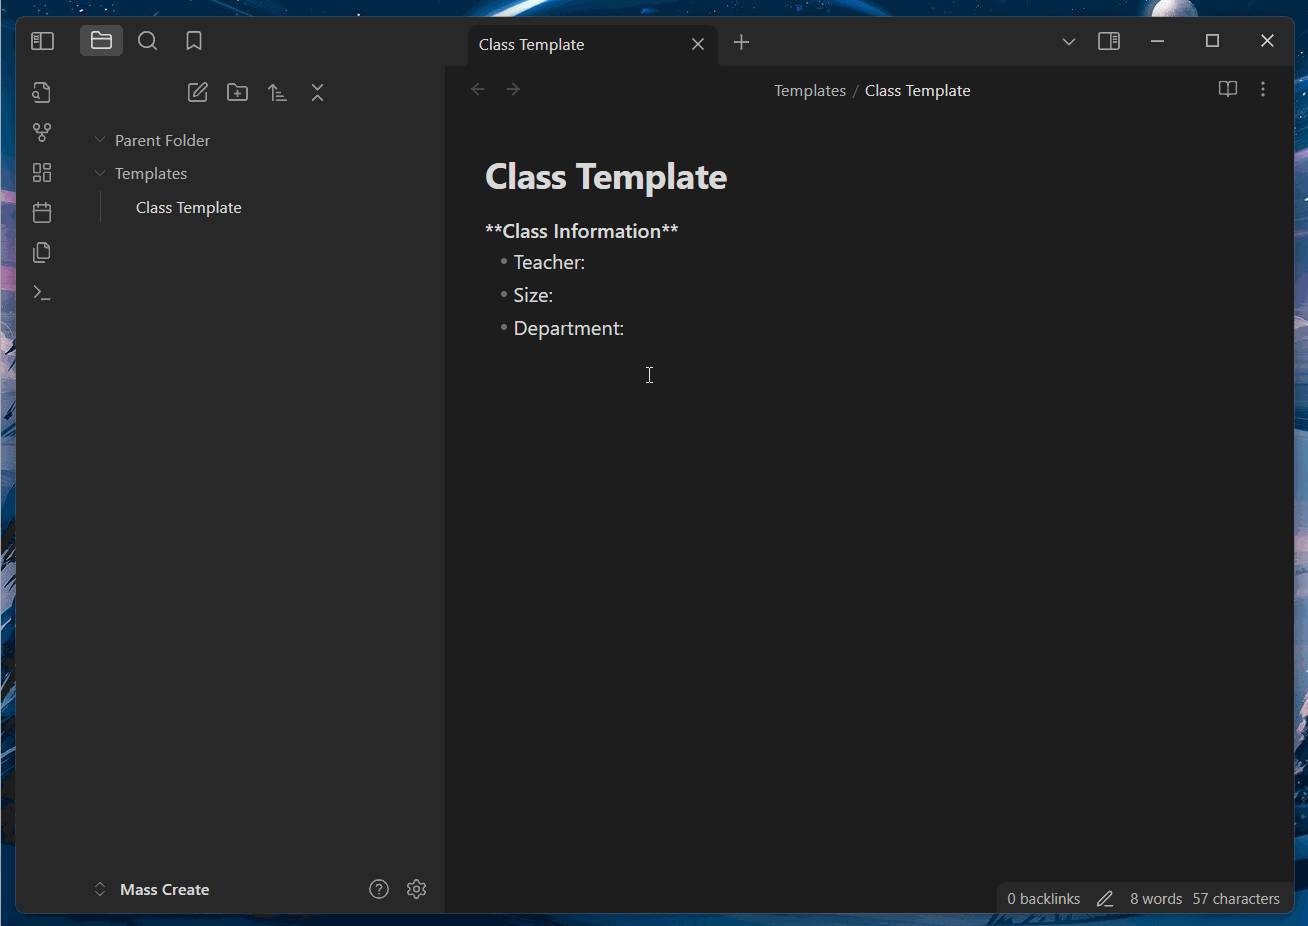 Class Template
Templates / Class Template
Parent Folder
Templates
Class Template
Class Template
**Class Information**
• Teacher:
• Size:
• Department:
Mass Create
0 backlinks 8 words 57 characters